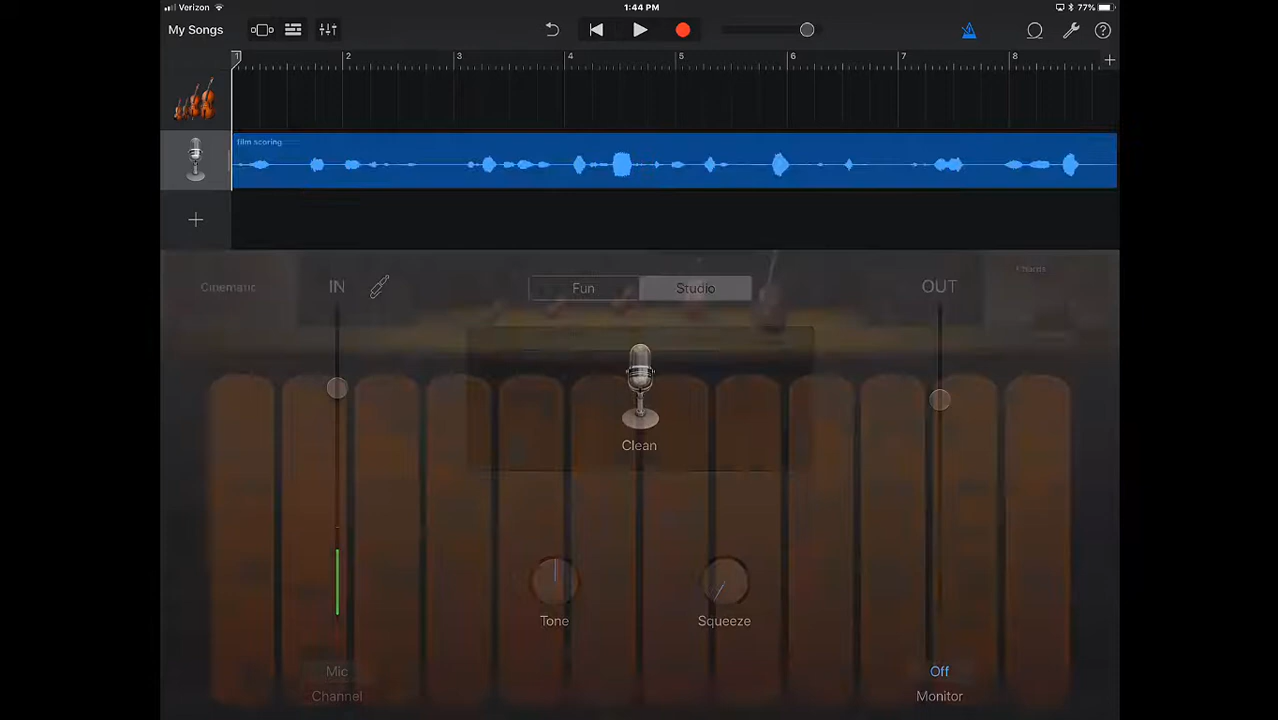 Verizon
1:44 PM
77%
My Songs
1 2 3 4 5 6 7 8
film scoring
Cinematic
IN
Fun
Studio
OUT
Clean
Tone
Squeeze
Mic
Channel
Off
Monitor